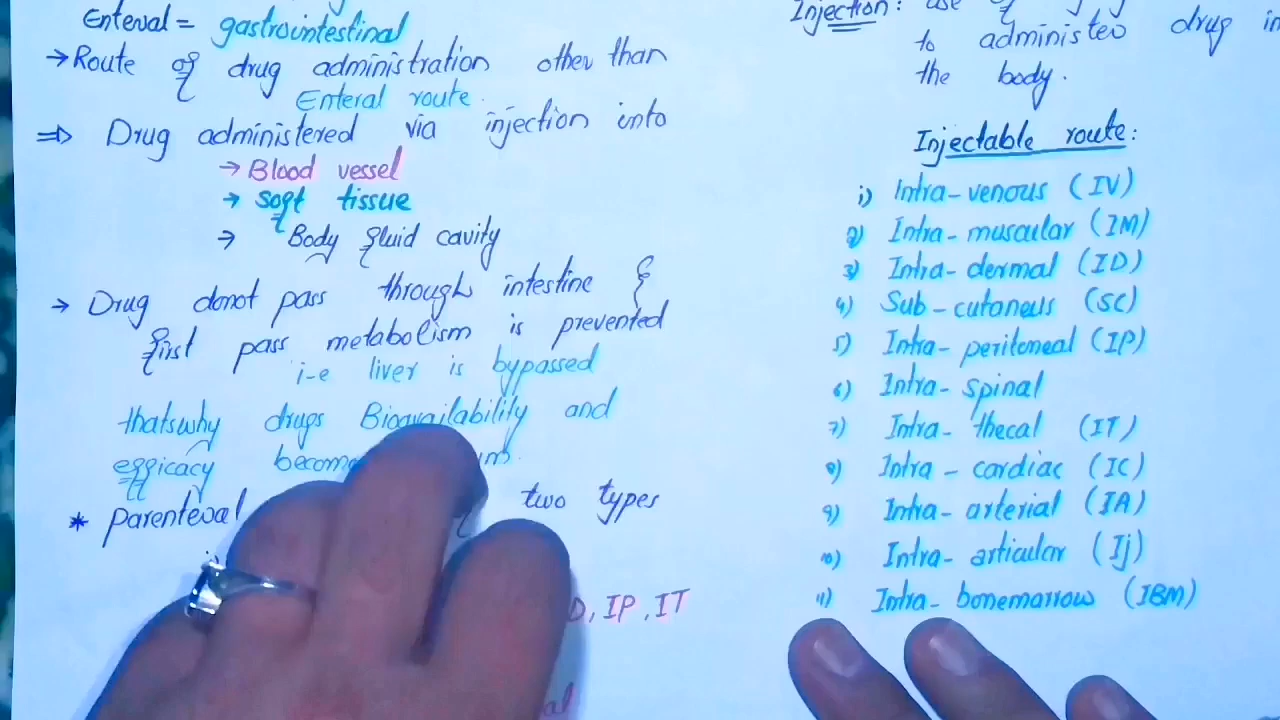 Enteral = gastrointestinal
→ Route of drug administration other than
Enteral route.
⇒ Drug administered via injection into
→ Blood vessel
→ Soft tissue
→ Body fluid cavity
→ Drug donot pass through intestine &
first pass metabolism is prevented
i-e liver is bypassed
thatswhy drugs Bioavailability and
efficacy
* parenteral two types
IP, IT
Injection:
to administer drug
the body.
Injectable route:
i) Intra-venous (IV)
2) Intra-muscular (IM)
3) Intra-dermal (ID)
4) Sub-cutaneus (SC)
5) Intra-peritoneal (IP)
6) Intra-spinal
7) Intra-thecal (IT)
8) Intra-cardiac (IC)
9) Intra-arterial (IA)
10) Intra-articular (Ij)
11) Intra-bonemarrow (IBM)